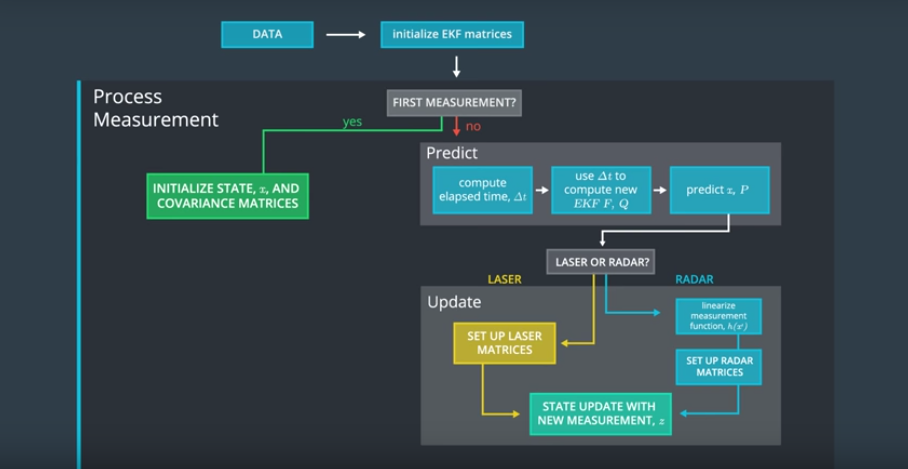 DATA
initialize EKF matrices
Process
Measurement
FIRST MEASUREMENT?
yes
no
INITIALIZE STATE, x, AND
COVARIANCE MATRICES
Predict
compute
elapsed time, Δt
use Δt to
compute new
EKF F, Q
predict x, P
LASER OR RADAR?
LASER
RADAR
Update
SET UP LASER
MATRICES
linearize
measurement
function, h(x')
SET UP RADAR
MATRICES
STATE UPDATE WITH
NEW MEASUREMENT, z